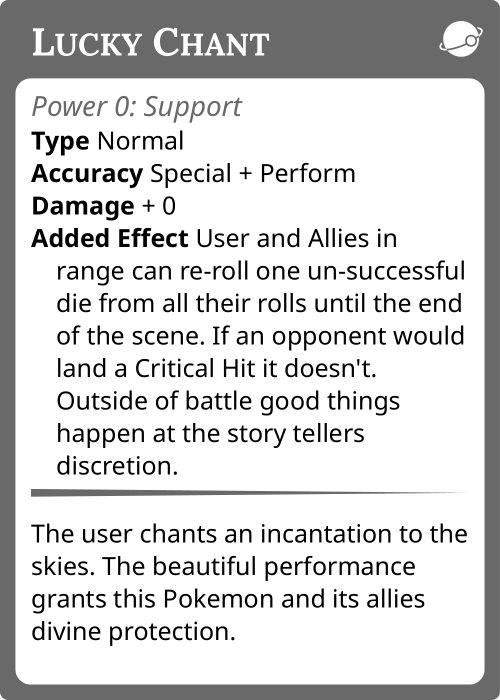 Lucky Chant
Power 0: Support
Type Normal
Accuracy Special + Perform
Damage + 0
Added Effect User and Allies in
range can re-roll one un-successful
die from all their rolls until the end
of the scene. If an opponent would
land a Critical Hit it doesn't.
Outside of battle good things
happen at the story tellers
discretion.
The user chants an incantation to the
skies. The beautiful performance
grants this Pokemon and its allies
divine protection.